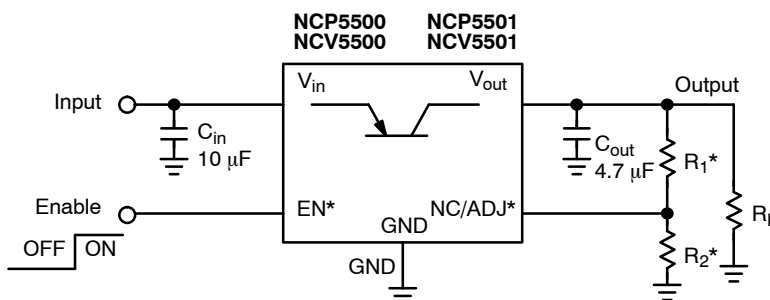 NCP5500 NCP5501
NCV5500 NCV5501
Vin Vout Output
Input
Cin
10 μF
Cout
4.7 μF
R1*
Enable
EN* NC/ADJ*
GND
OFF ON
GND
R2*